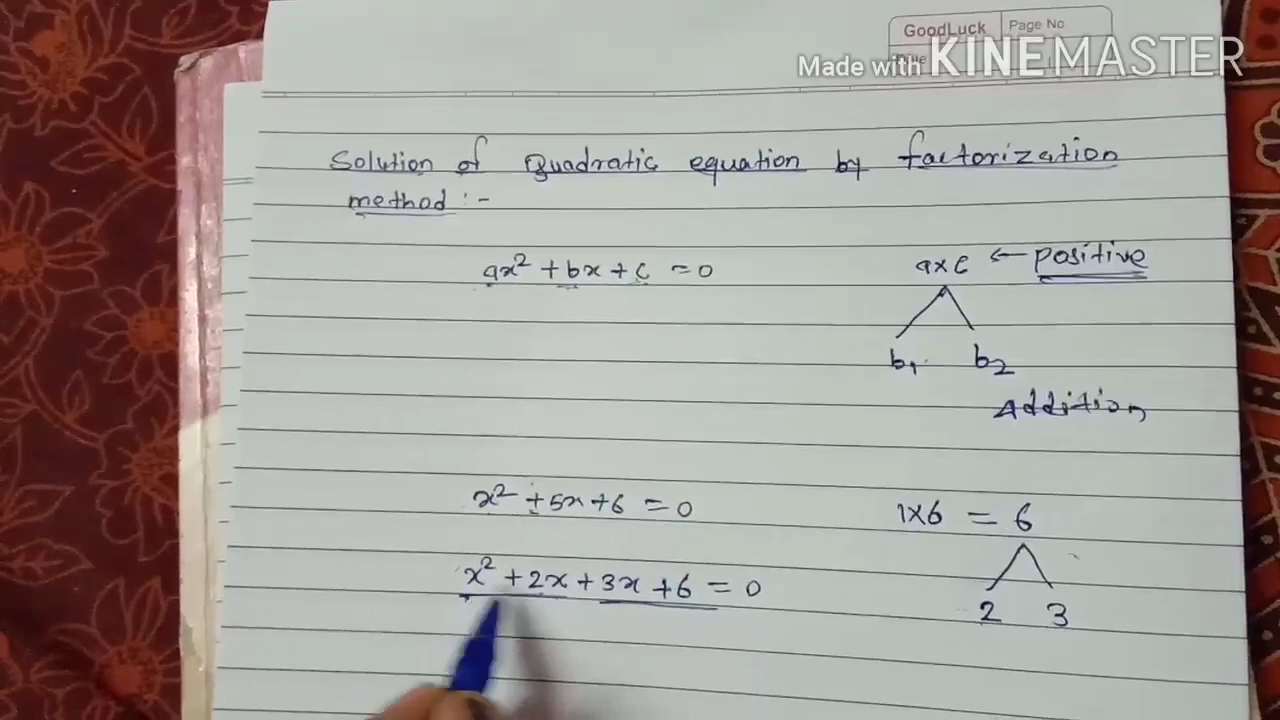 GoodLuck Page No
Made with KINEMASTER
Solution of Quadratic equation by factorization
method :-
ax² + bx + c = 0
a×c ← positive
b₁ b₂
Addition
x² + 5x + 6 = 0
1×6 = 6
x² + 2x + 3x + 6 = 0
2 3